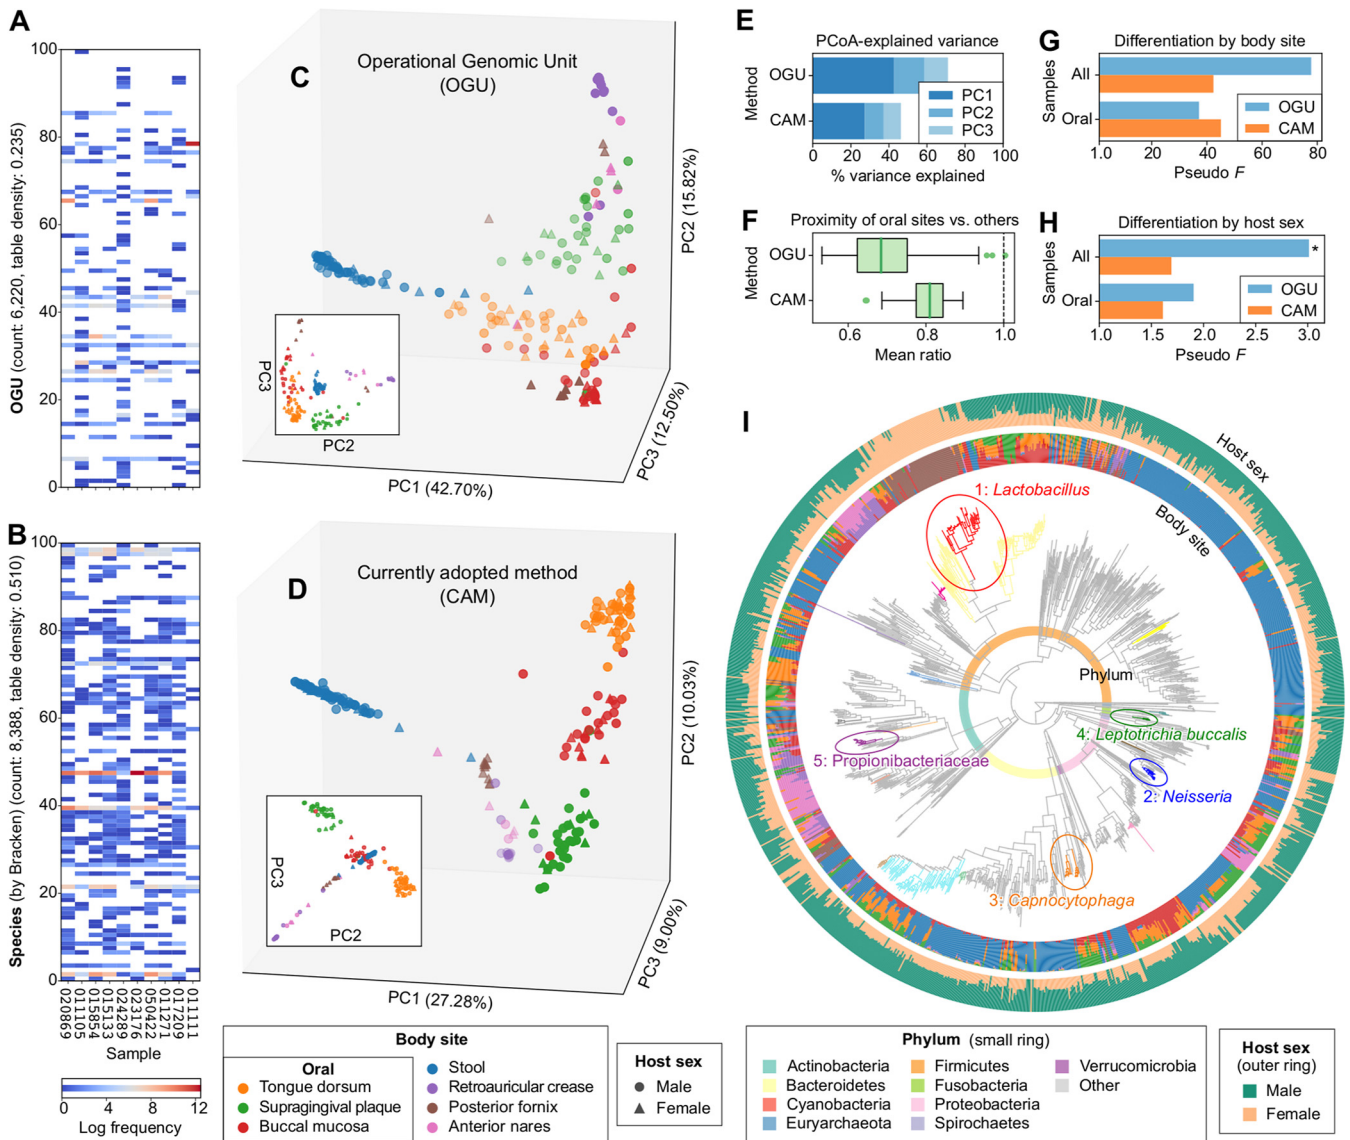 A
OGU (count: 6,220, table density: 0.235)
100
80
60
40
20
0
B
Species (by Bracken) (count: 8,388, table density: 0.510)
100
80
60
40
20
0
020869
011105
015854
015133
024289
023176
050422
011271
017209
011111
Sample
0 4 8 12
Log frequency
C
Operational Genomic Unit
(OGU)
PC2 (15.82%)
PC3 (12.50%)
PC1 (42.70%)
PC3
PC2
D
Currently adopted method
(CAM)
PC2 (10.03%)
PC3 (9.00%)
PC1 (27.28%)
PC3
PC2
Body site
Oral
Tongue dorsum
Supragingival plaque
Buccal mucosa
Stool
Retroauricular crease
Posterior fornix
Anterior nares
Host sex
Male
Female
E
PCoA-explained variance
Method
OGU
CAM
PC1
PC2
PC3
0 20 40 60 80 100
% variance explained
F
Proximity of oral sites vs. others
Method
OGU
CAM
0.6 0.8 1.0
Mean ratio
G
Differentiation by body site
Samples
All
Oral
OGU
CAM
1.0 20 40 60 80
Pseudo F
H
Differentiation by host sex
Samples
All
Oral
*
OGU
CAM
1.0 1.5 2.0 2.5 3.0
Pseudo F
I
Host sex
Body site
Phylum
1: Lactobacillus
4: Leptotrichia buccalis
5: Propionibacteriaceae
2: Neisseria
3: Capnocytophaga
Phylum (small ring)
Actinobacteria
Bacteroidetes
Cyanobacteria
Euryarchaeota
Firmicutes
Fusobacteria
Proteobacteria
Spirochaetes
Verrucomicrobia
Other
Host sex
(outer ring)
Male
Female